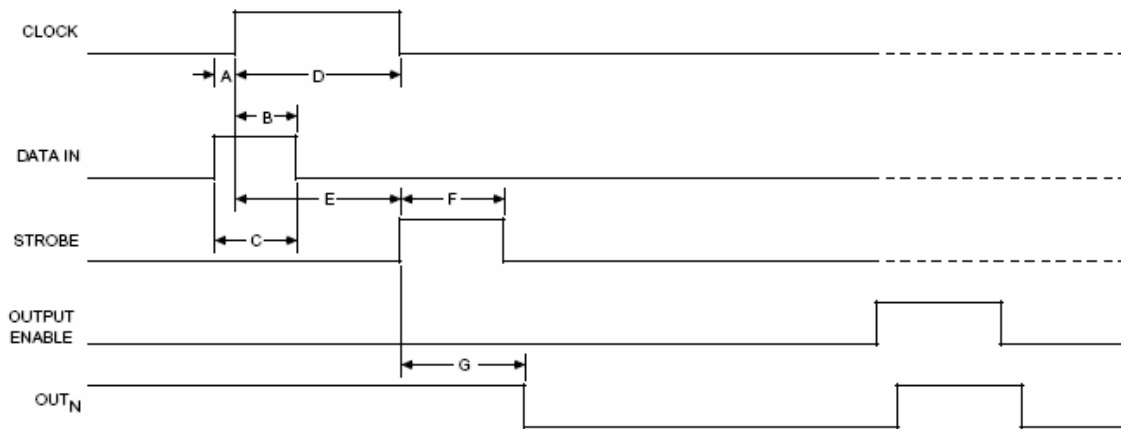 CLOCK
A D
B
DATA IN
E F
C
STROBE
OUTPUT
ENABLE
G
OUTN